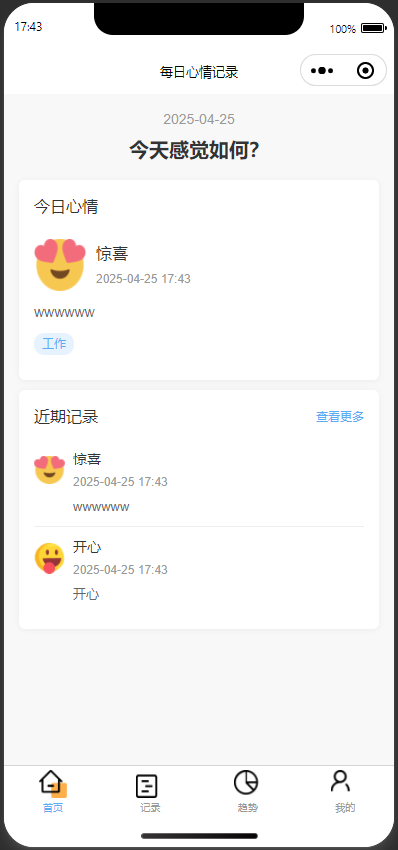 17:43
100%
每日心情记录
2025-04-25
今天感觉如何?
今日心情
惊喜
2025-04-25 17:43
wwwwww
工作
近期记录
查看更多
惊喜
2025-04-25 17:43
wwwwww
开心
2025-04-25 17:43
开心
首页
记录
趋势
我的